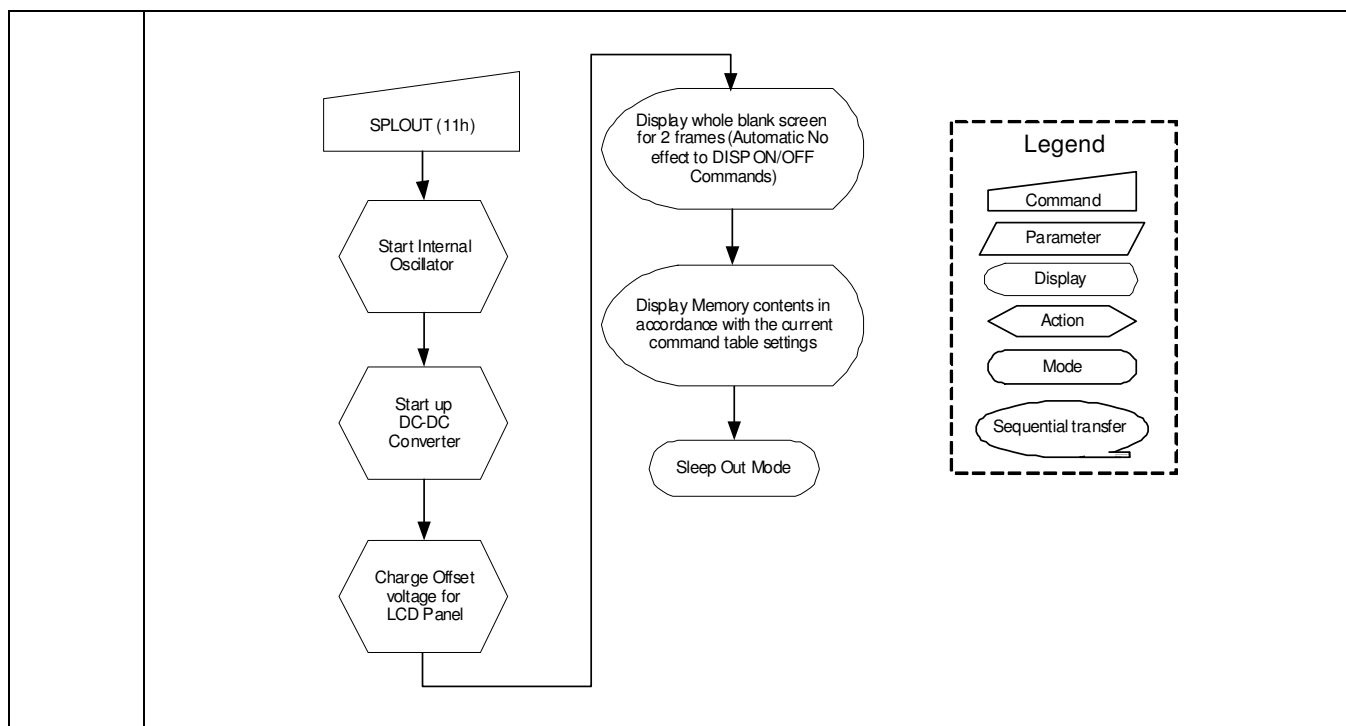 SPLOUT (11h)
Start Internal
Oscillator
Start up
DC-DC
Converter
Charge Offset
voltage for
LCD Panel
Display whole blank screen
for 2 frames (Automatic No
effect to DISP ON/OFF
Commands)
Display Memory contents in
accordance with the current
command table settings
Sleep Out Mode
Legend
Command
Parameter
Display
Action
Mode
Sequential transfer